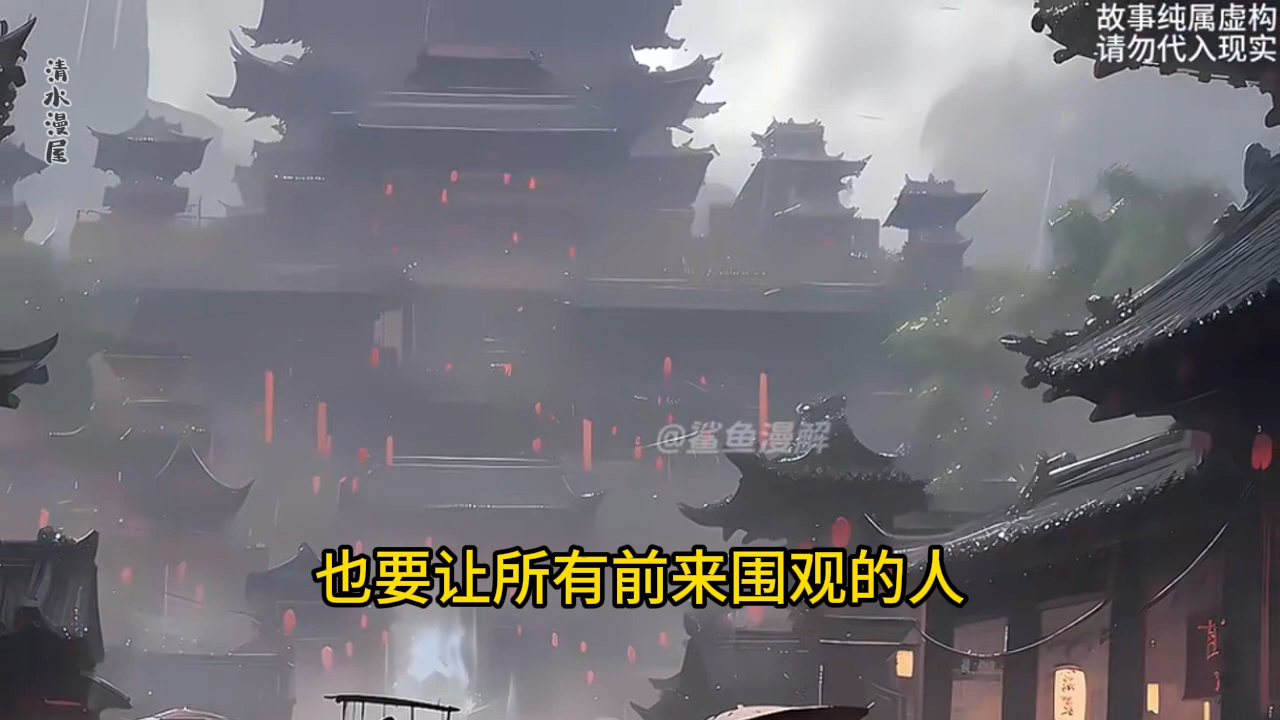 故事纯属虚构
请勿代入现实
清水漫屋
@鲨鱼漫解
也要让所有前来围观的人